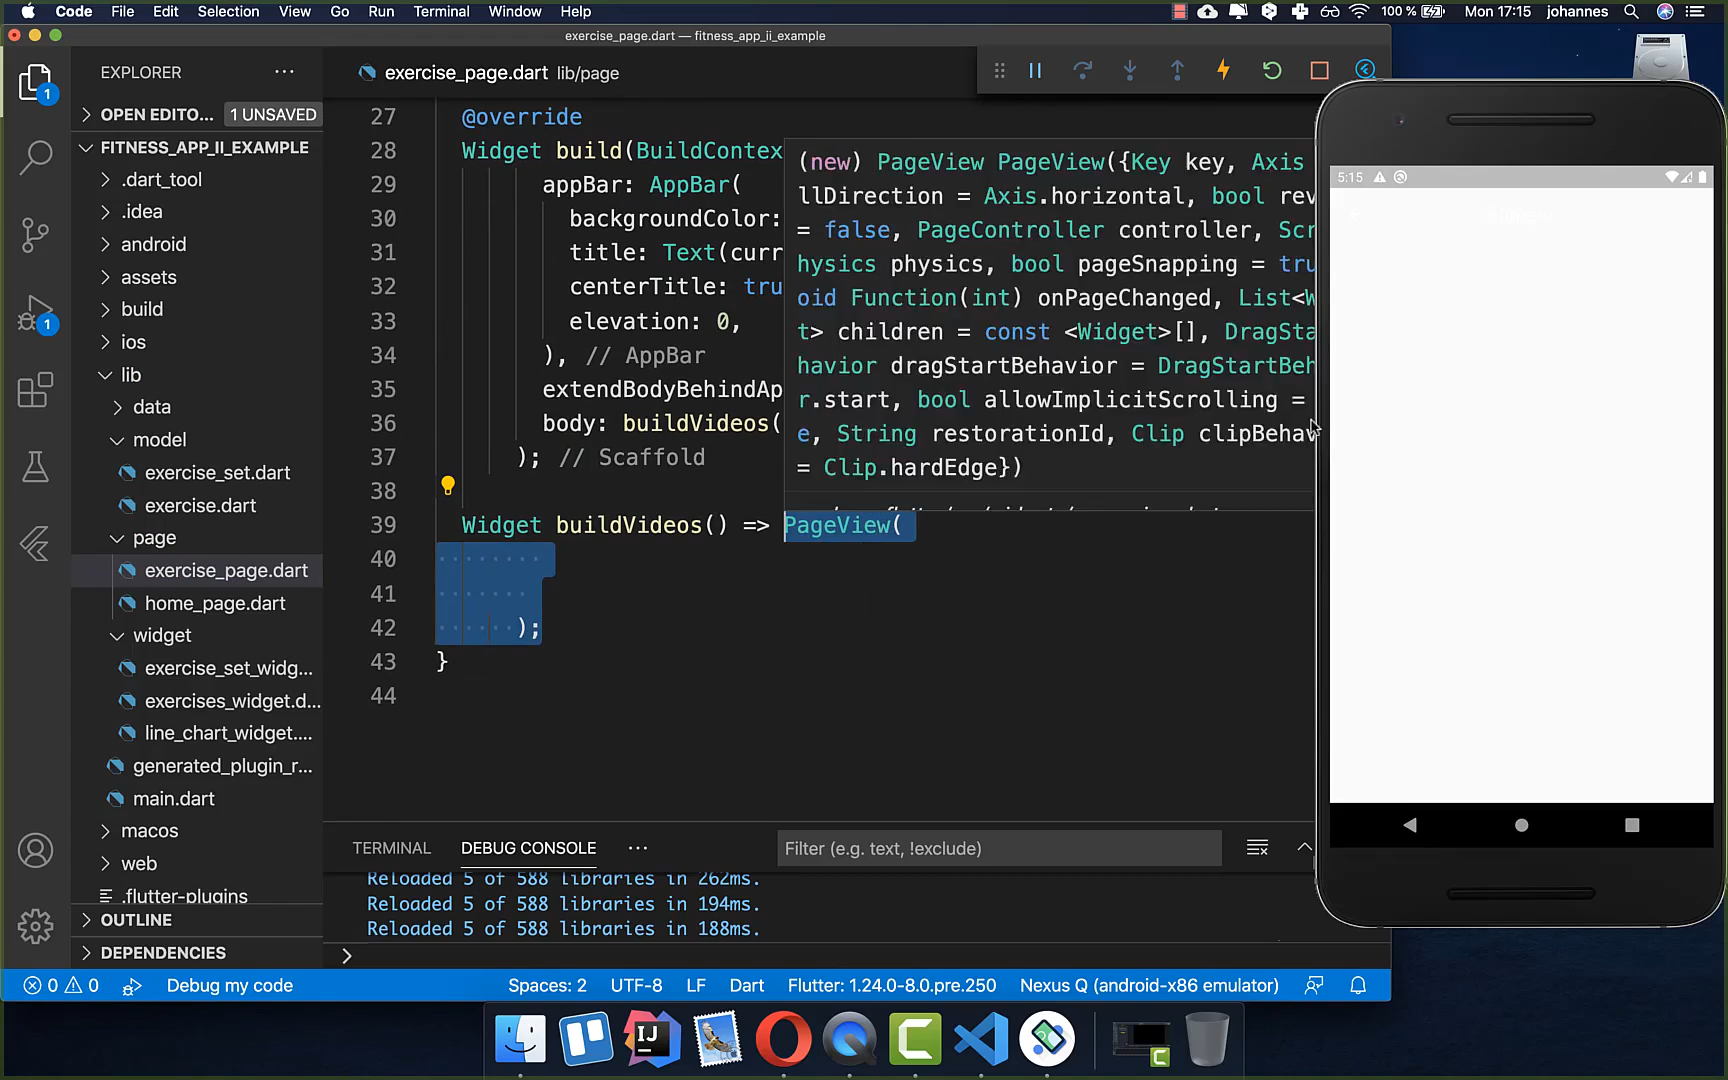 Code File Edit Selection View Go Run Terminal Window Help
100 % Mon 17:15 johannes
exercise_page.dart — fitness_app_ii_example
EXPLORER
exercise_page.dart lib/page
1
OPEN EDITO... 1 UNSAVED
FITNESS_APP_II_EXAMPLE
.dart_tool
.idea
android
assets
build
ios
lib
data
model
exercise_set.dart
exercise.dart
page
exercise_page.dart
home_page.dart
widget
exercise_set_widg...
exercises_widget.d...
line_chart_widget....
generated_plugin_r...
main.dart
macos
web
.flutter-plugins
OUTLINE
DEPENDENCIES
1
27 @override
28 Widget build(BuildContex
29 appBar: AppBar(
30 backgroundColor:
31 title: Text(curr
32 centerTitle: tru
33 elevation: 0,
34 ), // AppBar
35 extendBodyBehindAp
36 body: buildVideos(
37 ); // Scaffold
38
39 Widget buildVideos() => PageView(
40
41
42 );
43 }
44
(new) PageView PageView({Key key, Axis
llDirection = Axis.horizontal, bool rev
= false, PageController controller, Scr
hysics physics, bool pageSnapping = tru
oid Function(int) onPageChanged, List<W
t> children = const <Widget>[], DragSta
havior dragStartBehavior = DragStartBeh
r.start, bool allowImplicitScrolling =
e, String restorationId, Clip clipBehav
= Clip.hardEdge})
5:15
TERMINAL DEBUG CONSOLE ... Filter (e.g. text, !exclude)
Reloaded 5 of 588 libraries in 262ms.
Reloaded 5 of 588 libraries in 194ms.
Reloaded 5 of 588 libraries in 188ms.
0 0 Debug my code Spaces: 2 UTF-8 LF Dart Flutter: 1.24.0-8.0.pre.250 Nexus Q (android-x86 emulator)
IJ